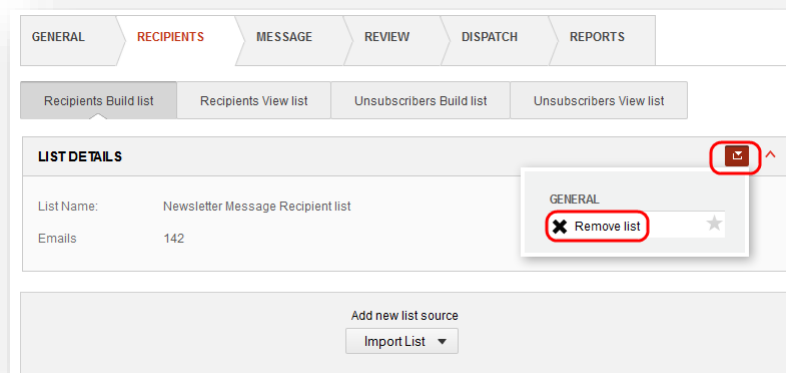 GENERAL RECIPIENTS MESSAGE REVIEW DISPATCH REPORTS
Recipients Build list Recipients View list Unsubscribers Build list Unsubscribers View list
LIST DETAILS
List Name: Newsletter Message Recipient list
Emails 142
GENERAL
Remove list
Add new list source
Import List